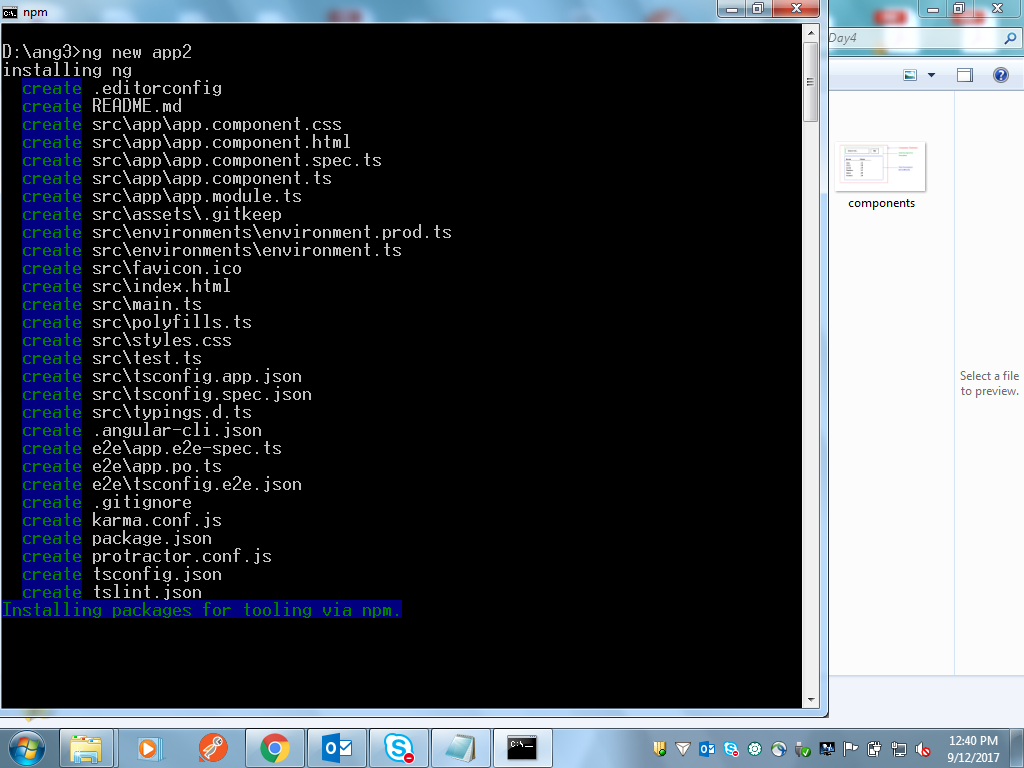 npm
D:\ang3>ng new app2
installing ng
create .editorconfig
create README.md
create src\app\app.component.css
create src\app\app.component.html
create src\app\app.component.spec.ts
create src\app\app.component.ts
create src\app\app.module.ts
create src\assets\.gitkeep
create src\environments\environment.prod.ts
create src\environments\environment.ts
create src\favicon.ico
create src\index.html
create src\main.ts
create src\polyfills.ts
create src\styles.css
create src\test.ts
create src\tsconfig.app.json
create src\tsconfig.spec.json
create src\typings.d.ts
create .angular-cli.json
create e2e\app.e2e-spec.ts
create e2e\app.po.ts
create e2e\tsconfig.e2e.json
create .gitignore
create karma.conf.js
create package.json
create protractor.conf.js
create tsconfig.json
create tslint.json
Installing packages for tooling via npm.
Day4
components
Select a file
to preview.
12:40 PM
9/12/2017